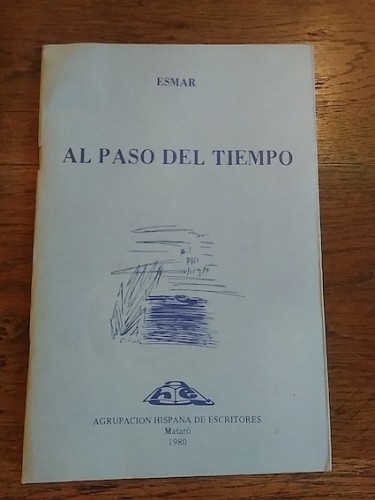 ESMAR
AL PASO DEL TIEMPO
AGRUPACION HISPANA DE ESCRITORES
Mataró
1980